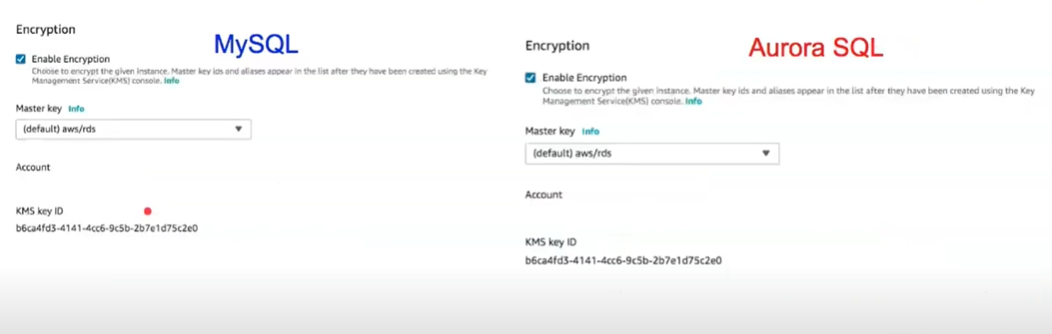 Encryption
MySQL
Enable Encryption
Choose to encrypt the given instance. Master key ids and aliases appear in the list after they have been created using the Key
Management Service(KMS) console. Info
Master key Info
(default) aws/rds
Account
KMS key ID
b6ca4fd3-4141-4cc6-9c5b-2b7e1d75c2e0
Encryption
Aurora SQL
Enable Encryption
Choose to encrypt the given instance. Master key ids and aliases appear in the list after they have been created using the Key
Management Service(KMS) console. Info
Master key Info
(default) aws/rds
Account
KMS key ID
b6ca4fd3-4141-4cc6-9c5b-2b7e1d75c2e0